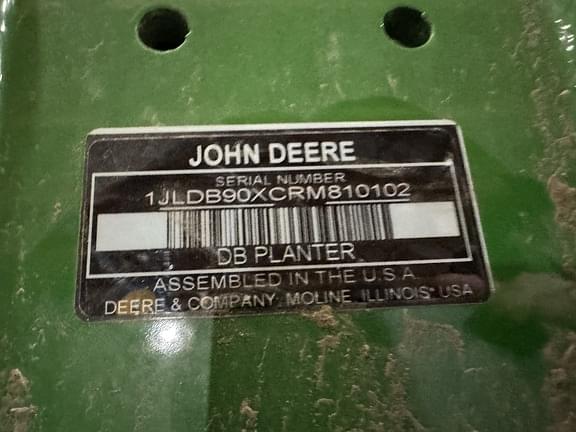 JOHN DEERE
SERIAL NUMBER
1JLDB90XCRM810102
DB PLANTER
ASSEMBLED IN THE U.S.A
DEERE & COMPANY, MOLINE, ILLINOIS USA